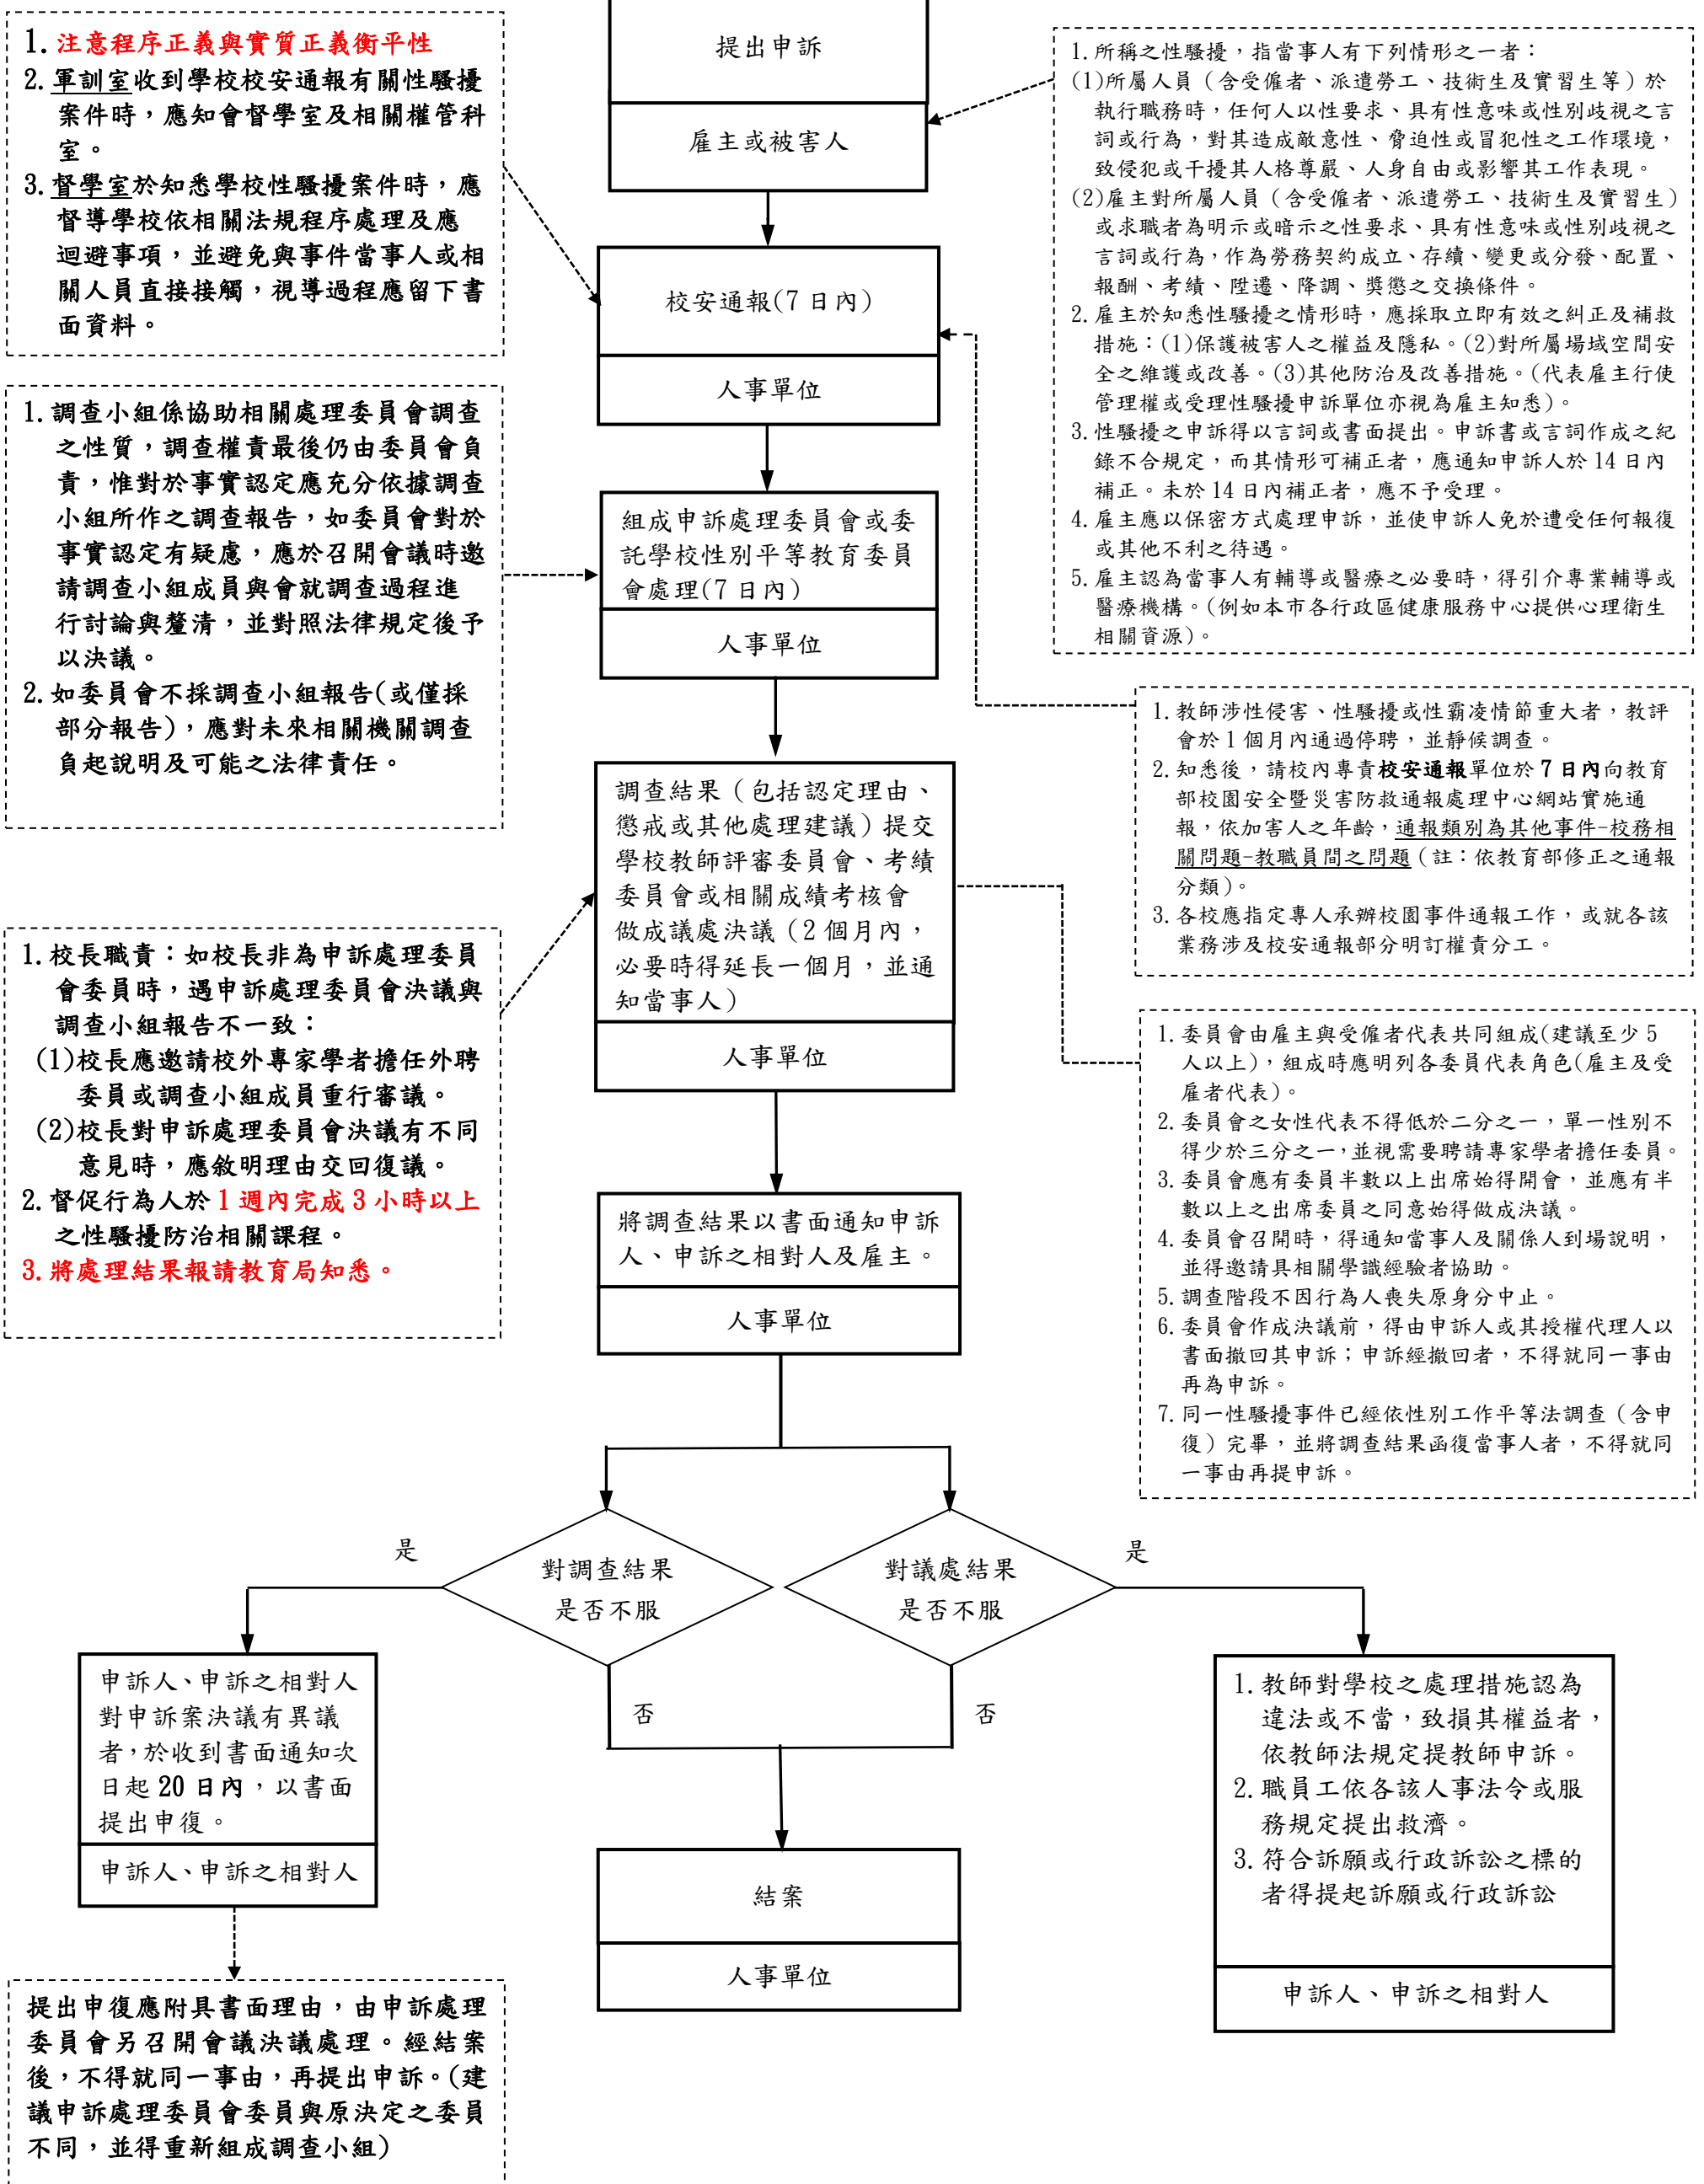 提出申訴
雇主或被害人
1.注意程序正義與實質正義衡平性
2.軍訓室收到學校校安通報有關性騷擾
案件時，應知會督學室及相關權管科
室。
3.督學室於知悉學校性騷擾案件時，應
督導學校依相關法規程序處理及應
迴避事項，並避免與事件當事人或相
關人員直接接觸，視導過程應留下書
面資料。
1.所稱之性騷擾，指當事人有下列情形之一者：
(1)所屬人員（含受僱者、派遣勞工、技術生及實習生等）於
執行職務時，任何人以性要求、具有性意味或性別歧視之言
詞或行為，對其造成敵意性、脅迫性或冒犯性之工作環境，
致侵犯或干擾其人格尊嚴、人身自由或影響其工作表現。
(2)雇主對所屬人員（含受僱者、派遣勞工、技術生及實習生）
或求職者為明示或暗示之性要求、具有性意味或性別歧視之
言詞或行為，作為勞務契約成立、存續、變更或分發、配置、
報酬、考績、陞遷、降調、獎懲之交換條件。
2.雇主於知悉性騷擾之情形時，應採取立即有效之糾正及補救
措施：(1)保護被害人之權益及隱私。(2)對所屬場域空間安
全之維護或改善。(3)其他防治及改善措施。(代表雇主行使
管理權或受理性騷擾申訴單位亦視為雇主知悉)。
3.性騷擾之申訴得以言詞或書面提出。申訴書或言詞作成之紀
錄不合規定，而其情形可補正者，應通知申訴人於14日內
補正。未於14日內補正者，應不予受理。
4.雇主應以保密方式處理申訴，並使申訴人免於遭受任何報復
或其他不利之待遇。
5.雇主認為當事人有輔導或醫療之必要時，得引介專業輔導或
醫療機構。(例如本市各行政區健康服務中心提供心理衛生
相關資源)。
校安通報(7日內)
人事單位
1.調查小組係協助相關處理委員會調查
之性質，調查權責最後仍由委員會負
責，惟對於事實認定應充分依據調查
小組所作之調查報告，如委員會對於
事實認定有疑慮，應於召開會議時邀
請調查小組成員與會就調查過程進
行討論與釐清，並對照法律規定後予
以決議。
2.如委員會不採調查小組報告(或僅採
部分報告)，應對未來相關機關調查
負起說明及可能之法律責任。
組成申訴處理委員會或委
託學校性別平等教育委員
會處理(7日內)
人事單位
1.教師涉性侵害、性騷擾或性霸凌情節重大者，教評
會於1個月內通過停聘，並靜候調查。
2.知悉後，請校內專責校安通報單位於7日內向教育
部校園安全暨災害防救通報處理中心網站實施通
報，依加害人之年齡，通報類別為其他事件-校務相
關問題-教職員間之問題（註：依教育部修正之通報
分類）。
3.各校應指定專人承辦校園事件通報工作，或就各該
業務涉及校安通報部分明訂權責分工。
調查結果（包括認定理由、
懲戒或其他處理建議）提交
學校教師評審委員會、考績
委員會或相關成績考核會
做成議處決議（2個月內，
必要時得延長一個月，並通
知當事人）
人事單位
1.校長職責：如校長非為申訴處理委員
會委員時，遇申訴處理委員會決議與
調查小組報告不一致：
(1)校長應邀請校外專家學者擔任外聘
委員或調查小組成員重行審議。
(2)校長對申訴處理委員會決議有不同
意見時，應敘明理由交回復議。
2.督促行為人於1週內完成3小時以上
之性騷擾防治相關課程。
3.將處理結果報請教育局知悉。
1.委員會由雇主與受僱者代表共同組成(建議至少5
人以上)，組成時應明列各委員代表角色(雇主及受
雇者代表)。
2.委員會之女性代表不得低於二分之一，單一性別不
得少於三分之一，並視需要聘請專家學者擔任委員。
3.委員會應有委員半數以上出席始得開會，並應有半
數以上之出席委員之同意始得做成決議。
4.委員會召開時，得通知當事人及關係人到場說明，
並得邀請具相關學識經驗者協助。
5.調查階段不因行為人喪失原身分中止。
6.委員會作成決議前，得由申訴人或其授權代理人以
書面撤回其申訴；申訴經撤回者，不得就同一事由
再為申訴。
7.同一性騷擾事件已經依性別工作平等法調查（含申
復）完畢，並將調查結果函復當事人者，不得就同
一事由再提申訴。
將調查結果以書面通知申訴
人、申訴之相對人及雇主。
人事單位
是
對調查結果
是否不服
對議處結果
是否不服
是
否
否
申訴人、申訴之相對人
對申訴案決議有異議
者，於收到書面通知次
日起20日內，以書面
提出申復。
申訴人、申訴之相對人
1.教師對學校之處理措施認為
違法或不當，致損其權益者，
依教師法規定提教師申訴。
2.職員工依各該人事法令或服
務規定提出救濟。
3.符合訴願或行政訴訟之標的
者得提起訴願或行政訴訟
申訴人、申訴之相對人
結案
人事單位
提出申復應附具書面理由，由申訴處理
委員會另召開會議決議處理。經結案
後，不得就同一事由，再提出申訴。(建
議申訴處理委員會委員與原決定之委員
不同，並得重新組成調查小組)